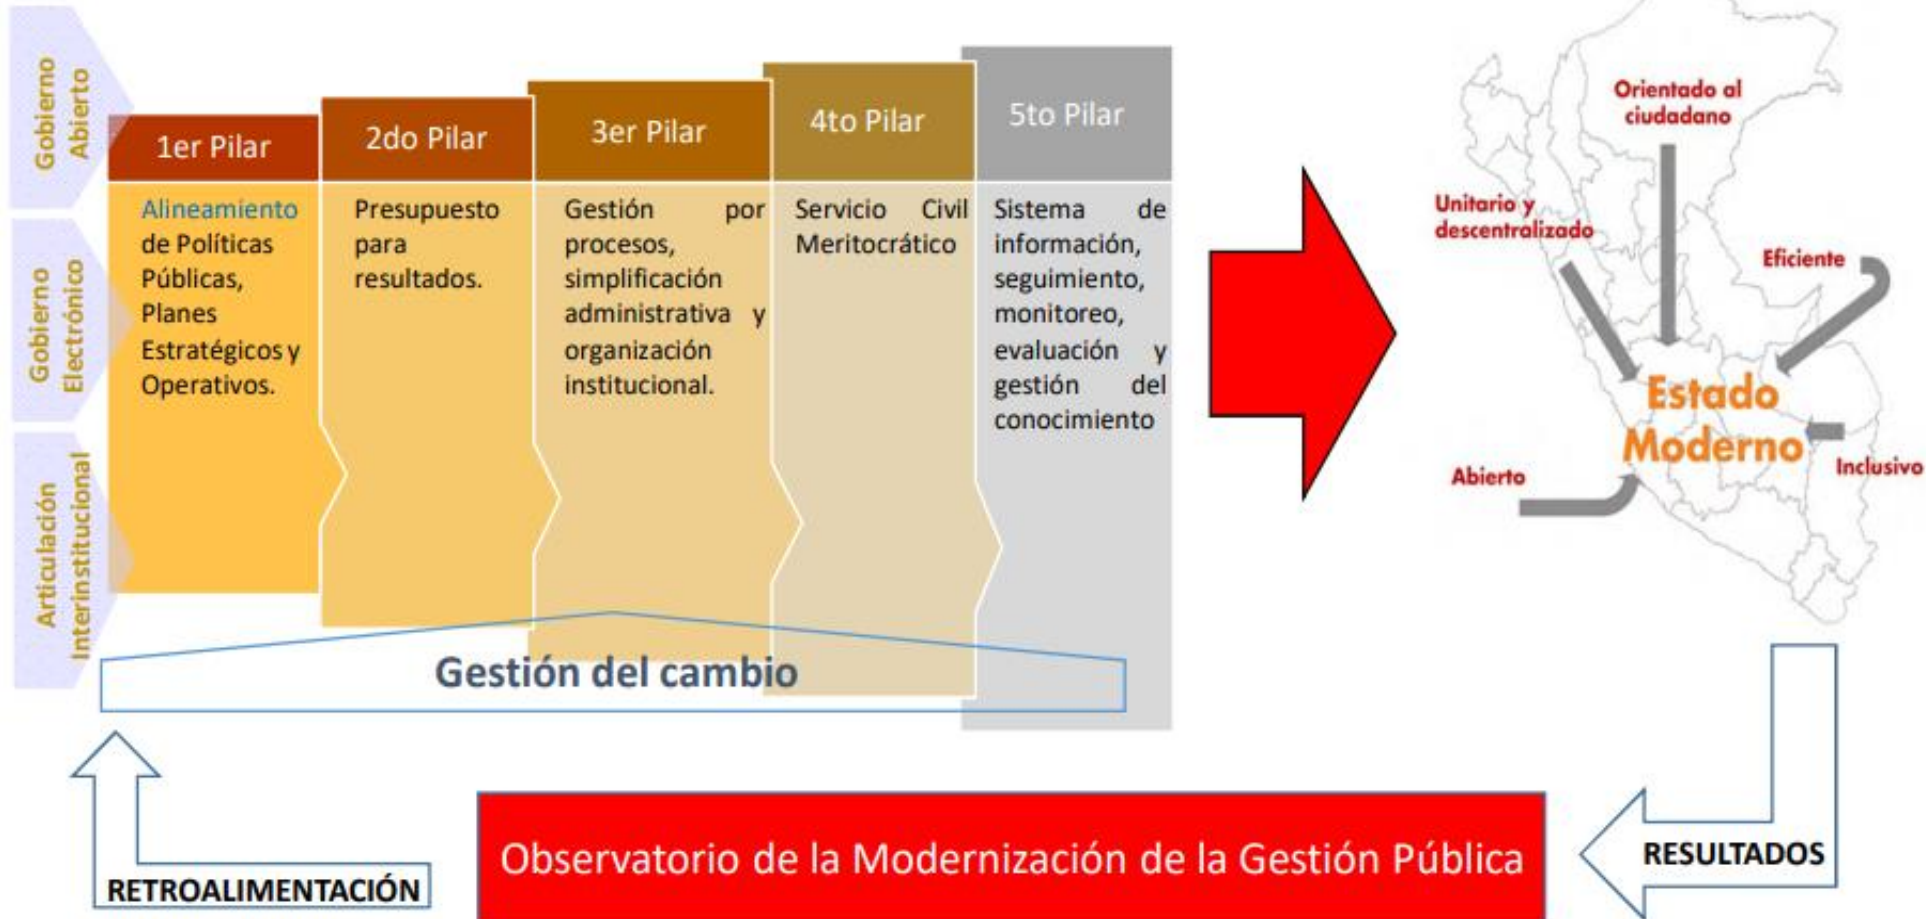 Gobierno
Abierto
Gobierno
Electrónico
Articulación
Interinstitucional
1er Pilar
Alineamiento
de Políticas
Públicas,
Planes
Estratégicos y
Operativos.
2do Pilar
Presupuesto
para
resultados.
3er Pilar
Gestión por
procesos,
simplificación
administrativa y
organización
institucional.
4to Pilar
Servicio Civil
Meritocrático
5to Pilar
Sistema de
información,
seguimiento,
monitoreo,
evaluación y
gestión del
conocimiento
Gestión del cambio
Orientado al
ciudadano
Unitario y
descentralizado
Eficiente
Estado
Moderno
Inclusivo
Abierto
RESULTADOS
Observatorio de la Modernización de la Gestión Pública
RETROALIMENTACIÓN